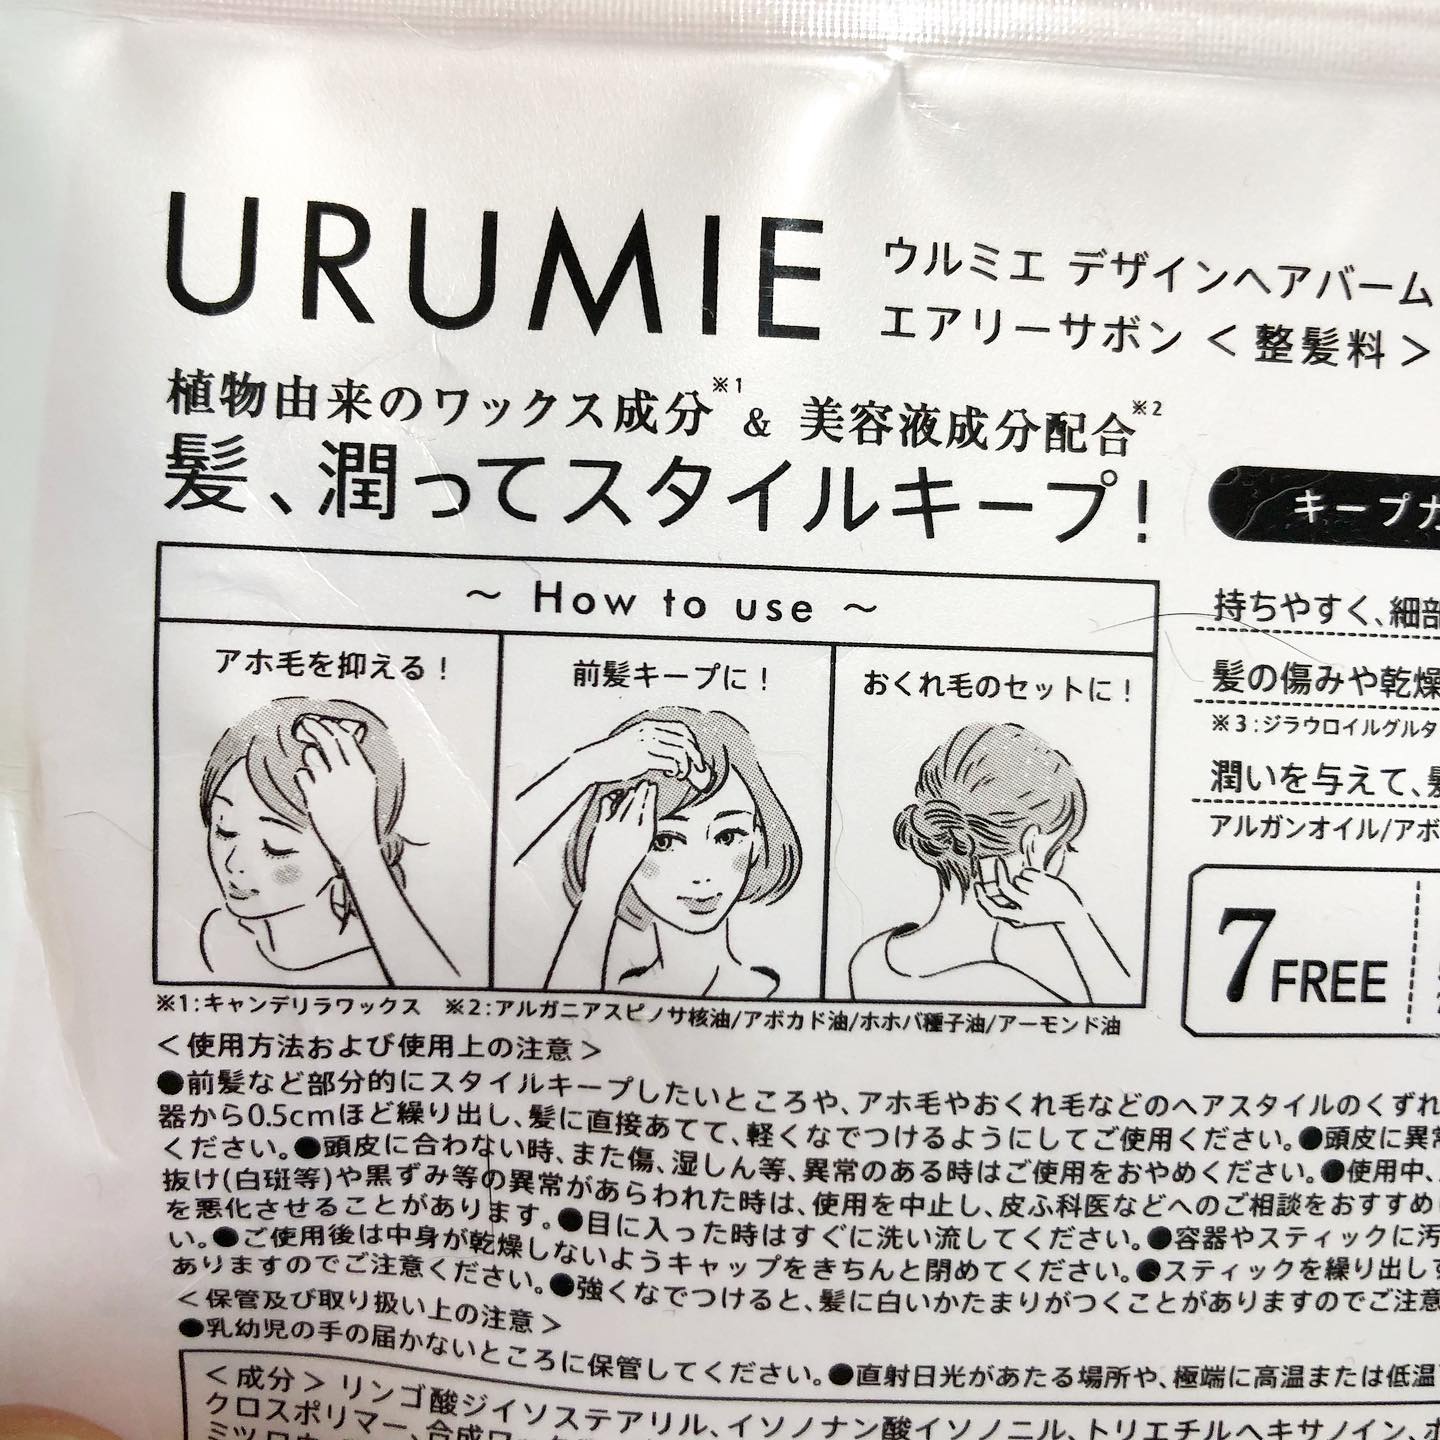 URUMIE
ウルミエ デザインヘアバーム
エアリーサボン＜整髪料＞
植物由来のワックス成分※1 & 美容液成分配合※2
髪、潤ってスタイルキープ！
～ How to use ～
アホ毛を抑える！
前髪キープに！
おくれ毛のセットに！
※1:キャンデリラワックス ※2:アルガニアスピノサ核油/アボカド油/ホホバ種子油/アーモンド油
キープカ
持ちやすく、細部
髪の傷みや乾燥
※3:ジラウロイルグルタ
潤いを与えて、髪
アルガンオイル/アボ
7 FREE
＜使用方法および使用上の注意＞
●前髪など部分的にスタイルキープしたいところや、アホ毛やおくれ毛などのヘアスタイルのくずれ
器から0.5cmほど繰り出し、髪に直接あてて、軽くなでつけるようにしてご使用ください。●頭皮に異常
ください。●頭皮に合わない時、また傷、湿しん等、異常のある時はご使用をおやめください。●使用中、
抜け(白斑等)や黒ずみ等の異常があらわれた時は、使用を中止し、皮ふ科医などへのご相談をおすすめ
を悪化させることがあります。●目に入った時はすぐに洗い流してください。●容器やスティックに汚
い。●ご使用後は中身が乾燥しないようキャップをきちんと閉めてください。●スティックを繰り出しす
ありますのでご注意ください。●強くなでつけると、髪に白いかたまりがつくことがありますのでご注意
＜保管及び取り扱い上の注意＞
●乳幼児の手の届かないところに保管してください。●直射日光があたる場所や、極端に高温または低温
＜成分＞リンゴ酸ジイソステアリル、イソノナン酸イソノニル、トリエチルヘキサノイン、
クロスポリマー、合成ワッ
ミツロウ